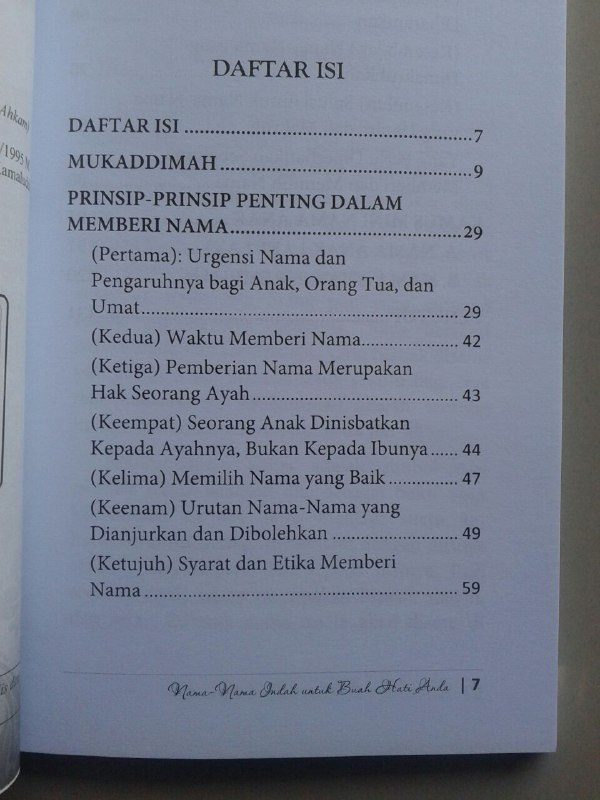 Ahkam)
/1995 M
DAFTAR ISI
DAFTAR ISI ........................................................ 7
MUKADDIMAH ................................................ 9
PRINSIP-PRINSIP PENTING DALAM
MEMBERI NAMA ............................................. 29
(Pertama): Urgensi Nama dan
Pengaruhnya bagi Anak, Orang Tua, dan
Umat ........................................................ 29
(Kedua) Waktu Memberi Nama .................. 42
(Ketiga) Pemberian Nama Merupakan
Hak Seorang Ayah ...................................... 43
(Keempat) Seorang Anak Dinisbatkan
Kepada Ayahnya, Bukan Kepada Ibunya ...... 44
(Kelima) Memilih Nama yang Baik ............. 47
(Keenam) Urutan Nama-Nama yang
Dianjurkan dan Dibolehkan ....................... 49
(Ketujuh) Syarat dan Etika Memberi
Nama ........................................................ 59
Nama-Nama Indah untuk Buah Hati Anda | 7